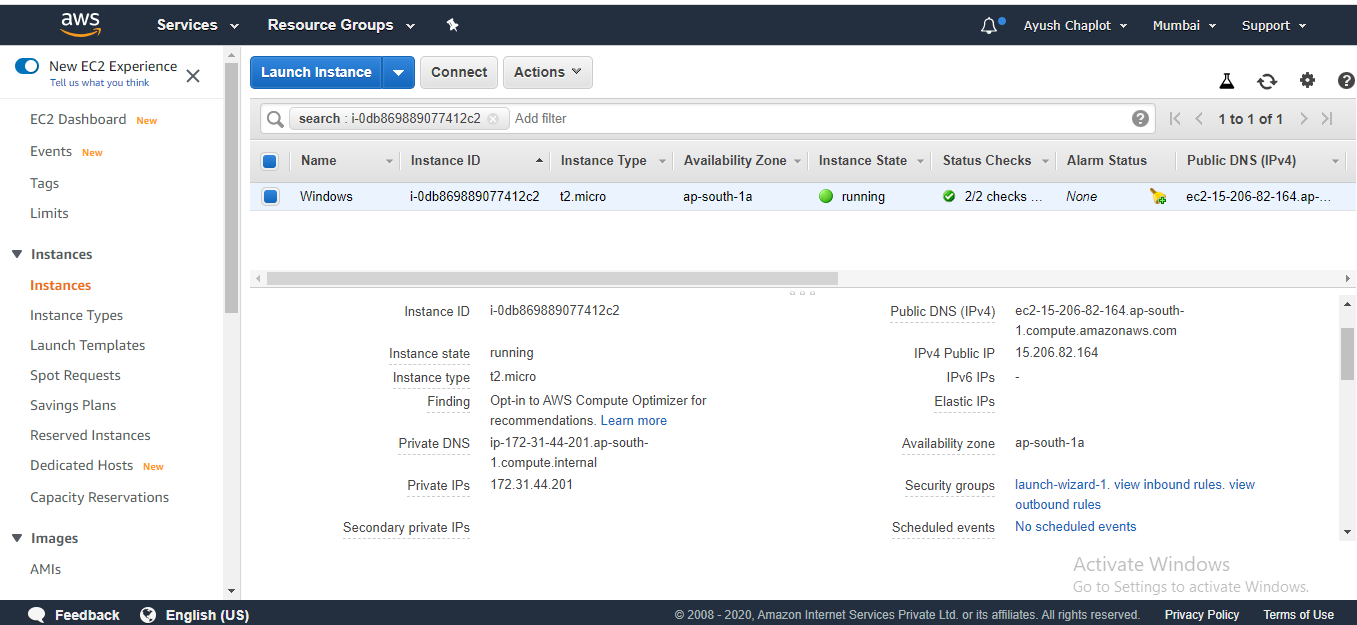 aws Services Resource Groups Ayush Chaplot Mumbai Support
New EC2 Experience
Tell us what you think
EC2 Dashboard New
Events New
Tags
Limits
Instances
Instances
Instance Types
Launch Templates
Spot Requests
Savings Plans
Reserved Instances
Dedicated Hosts New
Capacity Reservations
Images
AMIs
Launch Instance Connect Actions
search : i-0db869889077412c2 Add filter 1 to 1 of 1
Name Instance ID Instance Type Availability Zone Instance State Status Checks Alarm Status Public DNS (IPv4)
Windows i-0db869889077412c2 t2.micro ap-south-1a running 2/2 checks ... None ec2-15-206-82-164.ap-...
Instance ID i-0db869889077412c2
Instance state running
Instance type t2.micro
Finding Opt-in to AWS Compute Optimizer for
recommendations. Learn more
Private DNS ip-172-31-44-201.ap-south-
1.compute.internal
Private IPs 172.31.44.201
Secondary private IPs
Public DNS (IPv4) ec2-15-206-82-164.ap-south-
1.compute.amazonaws.com
IPv4 Public IP 15.206.82.164
IPv6 IPs -
Elastic IPs
Availability zone ap-south-1a
Security groups launch-wizard-1. view inbound rules. view
outbound rules
Scheduled events No scheduled events
Activate Windows
Go to Settings to activate Windows.
Feedback English (US) © 2008 - 2020, Amazon Internet Services Private Ltd. or its affiliates. All rights reserved. Privacy Policy Terms of Use